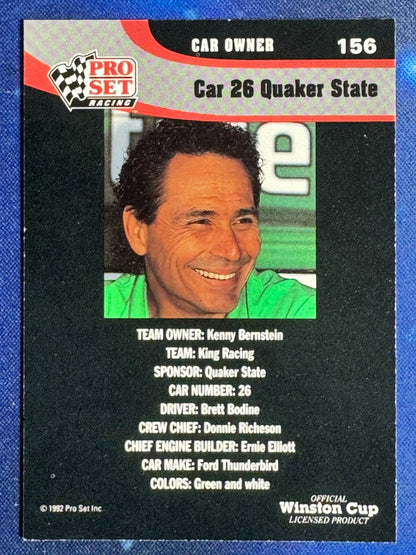 CAR OWNER 156
PRO
SET
RACING
Car 26 Quaker State
TEAM OWNER: Kenny Bernstein
TEAM: King Racing
SPONSOR: Quaker State
CAR NUMBER: 26
DRIVER: Brett Bodine
CREW CHIEF: Donnie Richeson
CHIEF ENGINE BUILDER: Ernie Elliott
CAR MAKE: Ford Thunderbird
COLORS: Green and white
© 1992 Pro Set Inc
OFFICIAL
Winston Cup
LICENSED PRODUCT